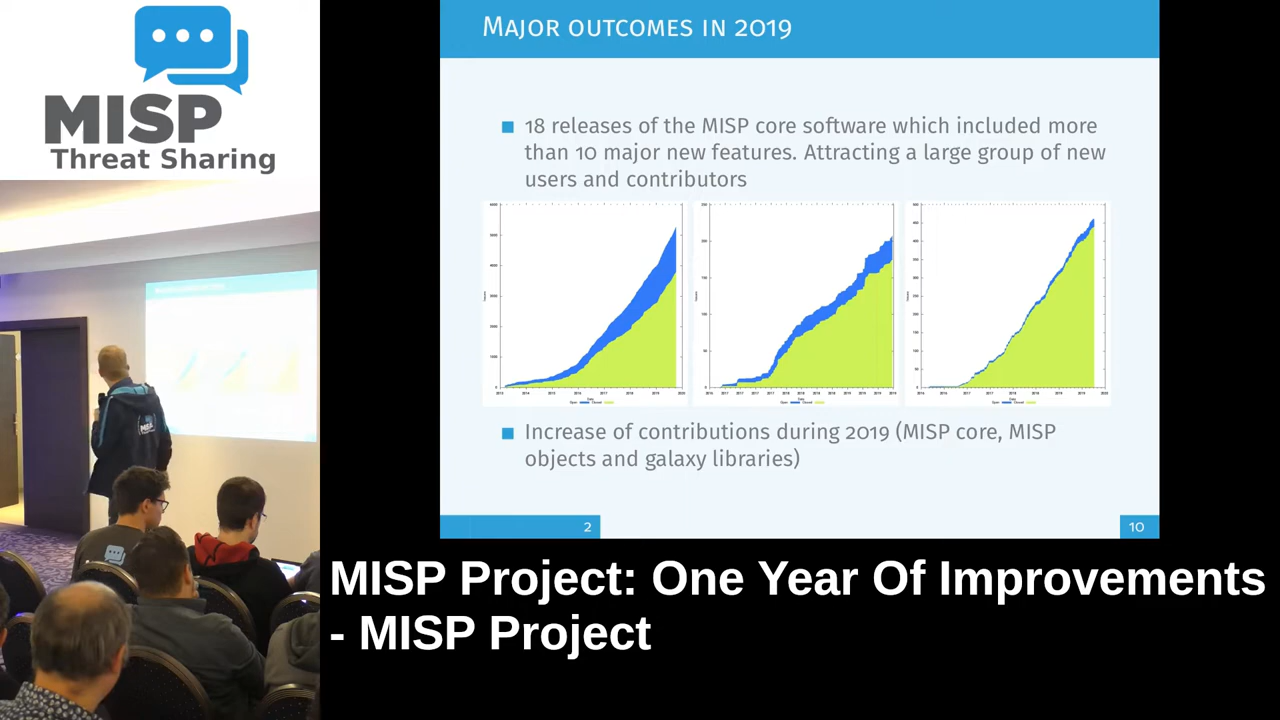 MISP
Threat Sharing
MAJOR OUTCOMES IN 2019
18 releases of the MISP core software which included more
than 10 major new features. Attracting a large group of new
users and contributors
Increase of contributions during 2019 (MISP core, MISP
objects and galaxy libraries)
2
10
MISP Project: One Year Of Improvements
- MISP Project